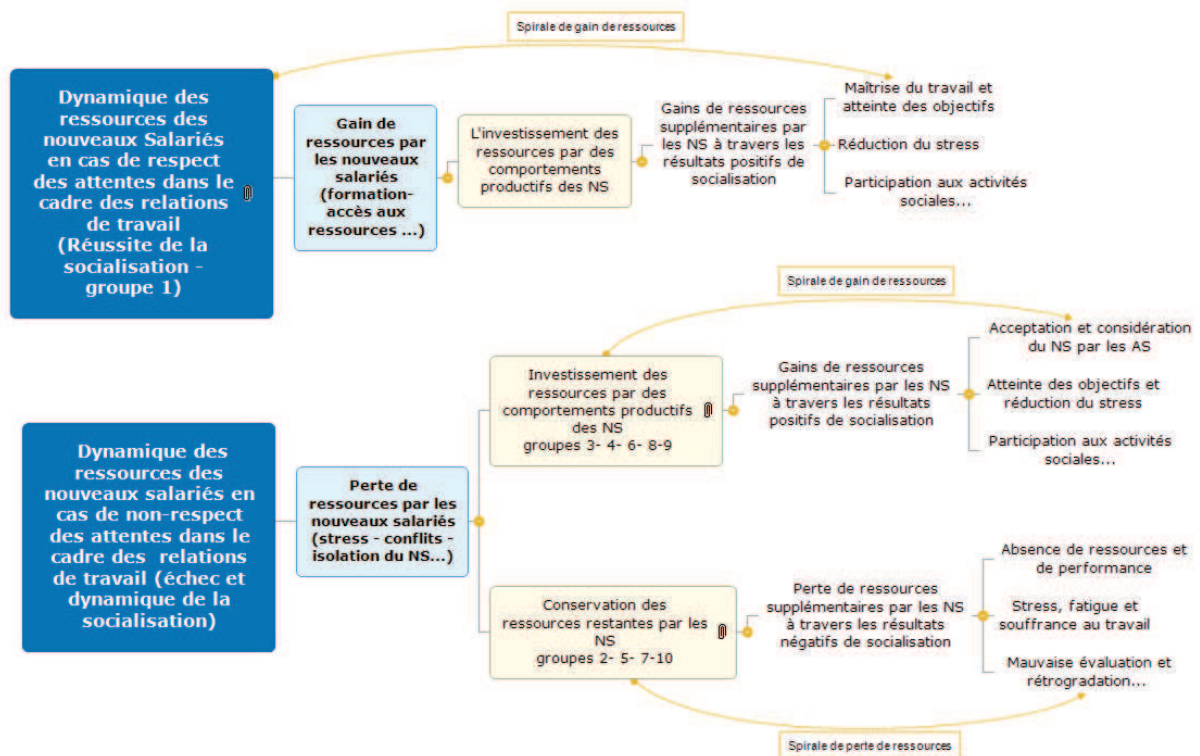 Spirale de gain de ressources
Dynamique des
ressources des
nouveaux Salariés
en cas de respect
des attentes dans le
cadre des relations
de travail
(Réussite de la
socialisation -
groupe 1)
Gain de
ressources par
les nouveaux
salariés
(formation-
accès aux
ressources ...)
L'investissement des
ressources par des
comportements
productifs des NS
Gains de ressources
supplémentaires par
les NS à travers les
résultats positifs de
socialisation
Maîtrise du travail et
atteinte des objectifs
Réduction du stress
Participation aux activités
sociales...
Spirale de gain de ressources
Dynamique des
ressources des
nouveaux salariés en
cas de non-respect
des attentes dans le
cadre des relations
de travail (échec et
dynamique de la
socialisation)
Perte de
ressources par les
nouveaux salariés
(stress - conflits -
isolation du NS...)
Investissement des
ressources par des
comportements productifs
des NS
groupes 3- 4- 6- 8-9
Gains de ressources
supplémentaires par les NS
à travers les résultats
positifs de socialisation
Acceptation et considération
du NS par les AS
Atteinte des objectifs et
réduction du stress
Participation aux activités
sociales...
Conservation des
ressources restantes par les
NS
groupes 2- 5- 7-10
Perte de ressources
supplémentaires par les NS
à travers les résultats
négatifs de socialisation
Absence de ressources et
de performance
Stress, fatigue et
souffrance au travail
Mauvaise évaluation et
rétrogradation...
Spirale de perte de ressources